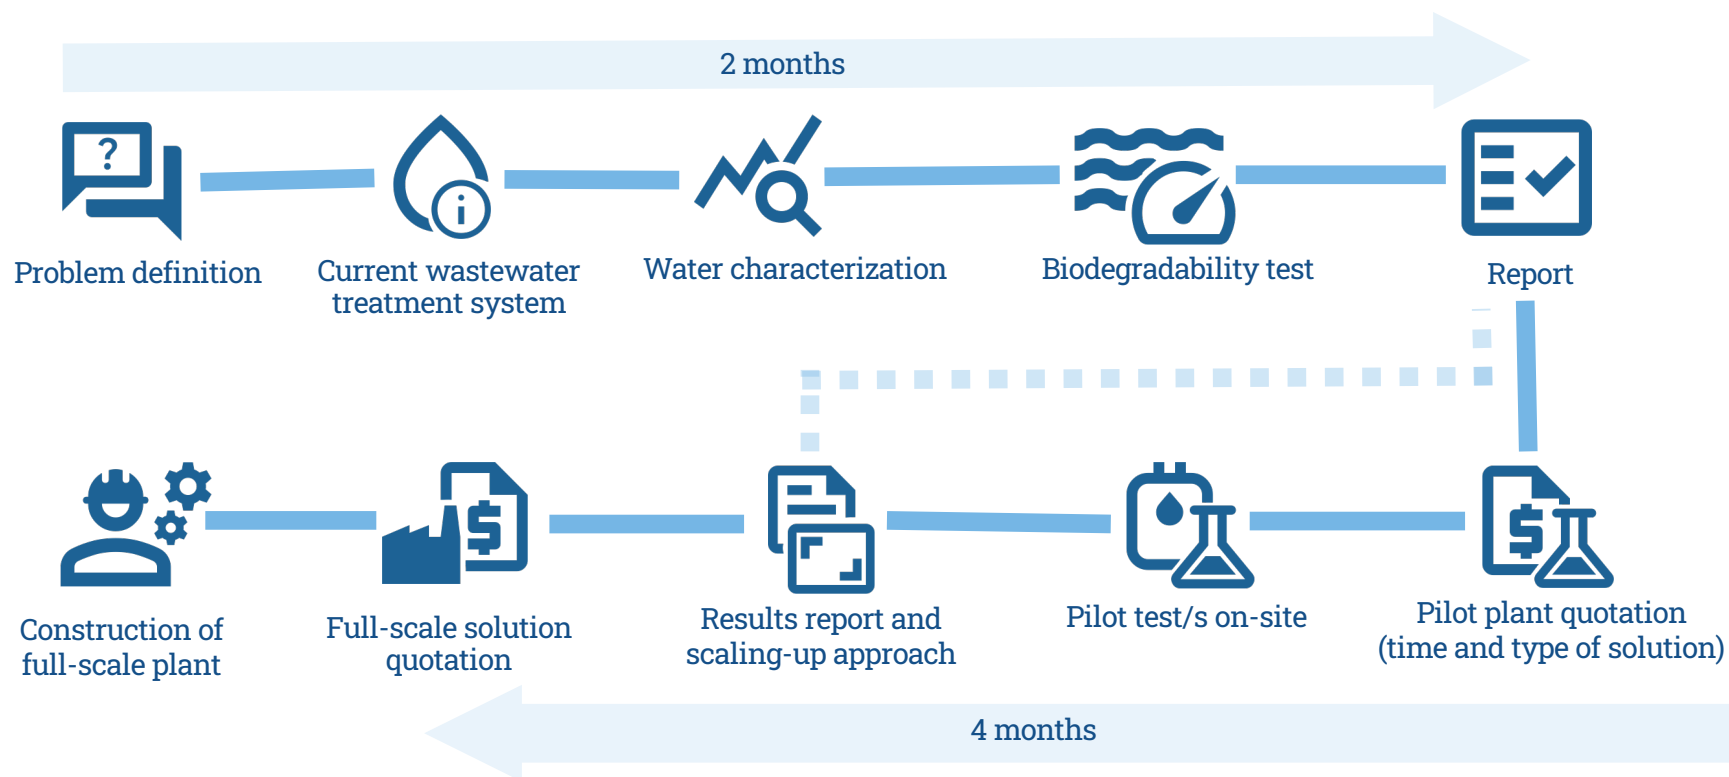 2 months
?
i
Problem definition
Current wastewater
treatment system
Water characterization
Biodegradability test
Report
$
$
Construction of
full-scale plant
Full-scale solution
quotation
Results report and
scaling-up approach
Pilot test/s on-site
Pilot plant quotation
(time and type of solution)
4 months